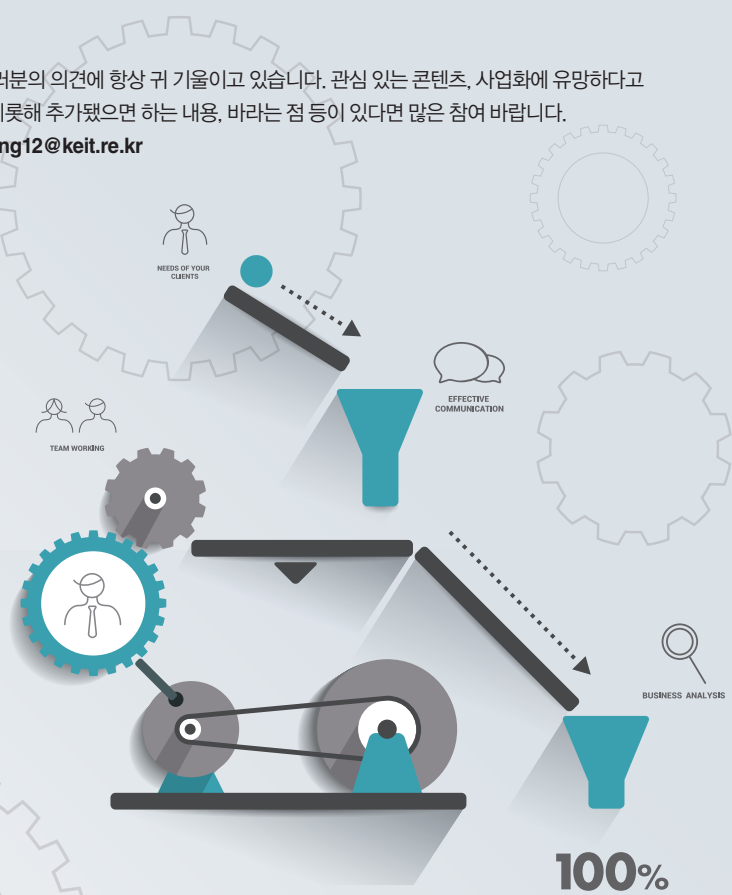 러분의 의견에 항상 귀 기울이고 있습니다. 관심 있는 콘텐츠, 사업화에 유망하다고
비롯해 추가됐으면 하는 내용, 바라는 점 등이 있다면 많은 참여 바랍니다.
ng12@keit.re.kr
NEEDS OF YOUR
CLIENTS
EFFECTIVE
COMMUNICATION
TEAM WORKING
BUSINESS ANALYSIS
100%